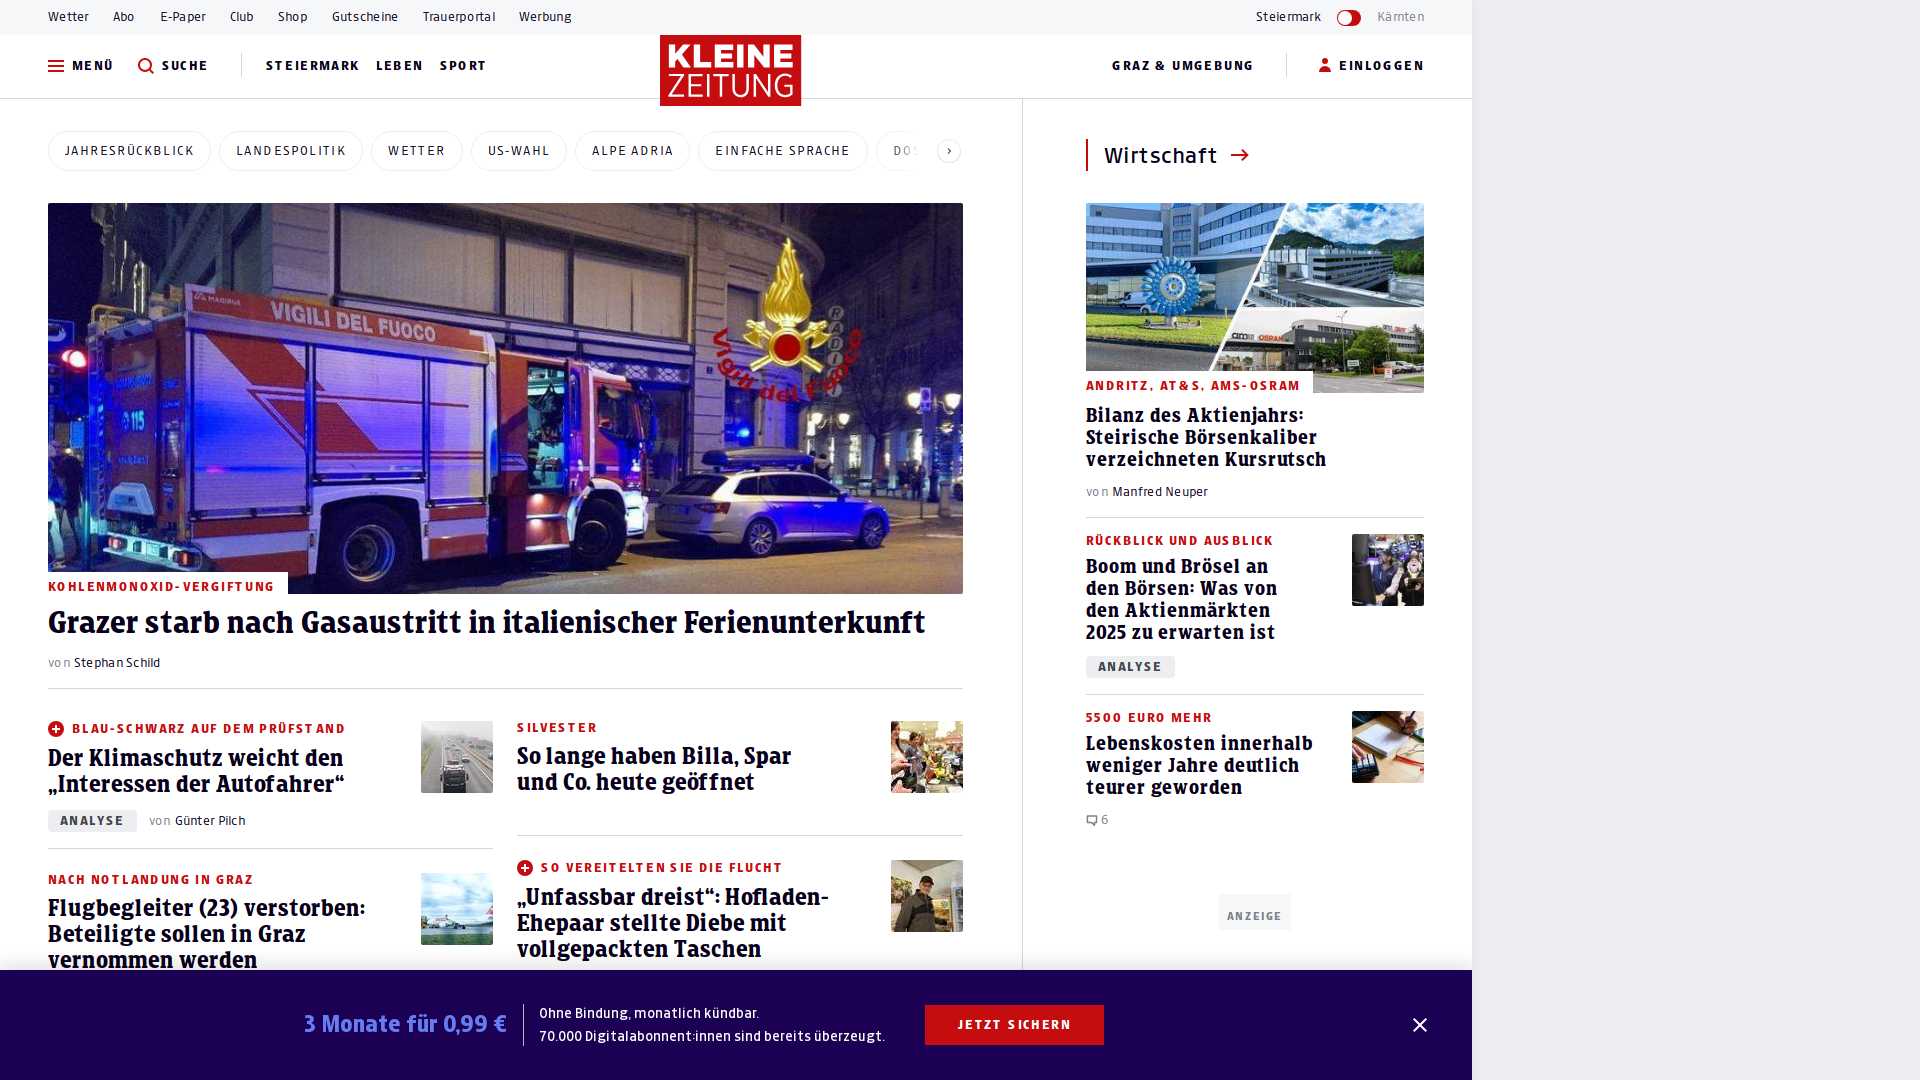 Wetter Abo E-Paper Club Shop Gutscheine Trauerportal Werbung Steiermark Kärnten
MENÜ SUCHE STEIERMARK LEBEN SPORT
KLEINE
ZEITUNG
GRAZ & UMGEBUNG EINLOGGEN
JAHRESRÜCKBLICK LANDESPOLITIK WETTER US-WAHL ALPE ADRIA EINFACHE SPRACHE
MAGIRUS
VIGILI DEL FUOCO
115
RADIO
Vigili del Fuoco
KOHLENMONOXID-VERGIFTUNG
Grazer starb nach Gasaustritt in italienischer Ferienunterkunft
von Stephan Schild
BLAU-SCHWARZ AUF DEM PRÜFSTAND
Der Klimaschutz weicht den
„Interessen der Autofahrer“
ANALYSE von Günter Pilch
NACH NOTLANDUNG IN GRAZ
Flugbegleiter (23) verstorben:
Beteiligte sollen in Graz
vernommen werden
SILVESTER
So lange haben Billa, Spar
und Co. heute geöffnet
SO VEREITELTEN SIE DIE FLUCHT
„Unfassbar dreist“: Hofladen-
Ehepaar stellte Diebe mit
vollgepackten Taschen
Wirtschaft
OSRAM
ANDRITZ, AT&S, AMS-OSRAM
Bilanz des Aktienjahrs:
Steirische Börsenkaliber
verzeichneten Kursrutsch
von Manfred Neuper
RÜCKBLICK UND AUSBLICK
Boom und Brösel an
den Börsen: Was von
den Aktienmärkten
2025 zu erwarten ist
ANALYSE
5500 EURO MEHR
Lebenskosten innerhalb
weniger Jahre deutlich
teurer geworden
6
ANZEIGE
3 Monate für 0,99 €
Ohne Bindung, monatlich kündbar.
70.000 Digitalabonnent:innen sind bereits überzeugt.
JETZT SICHERN